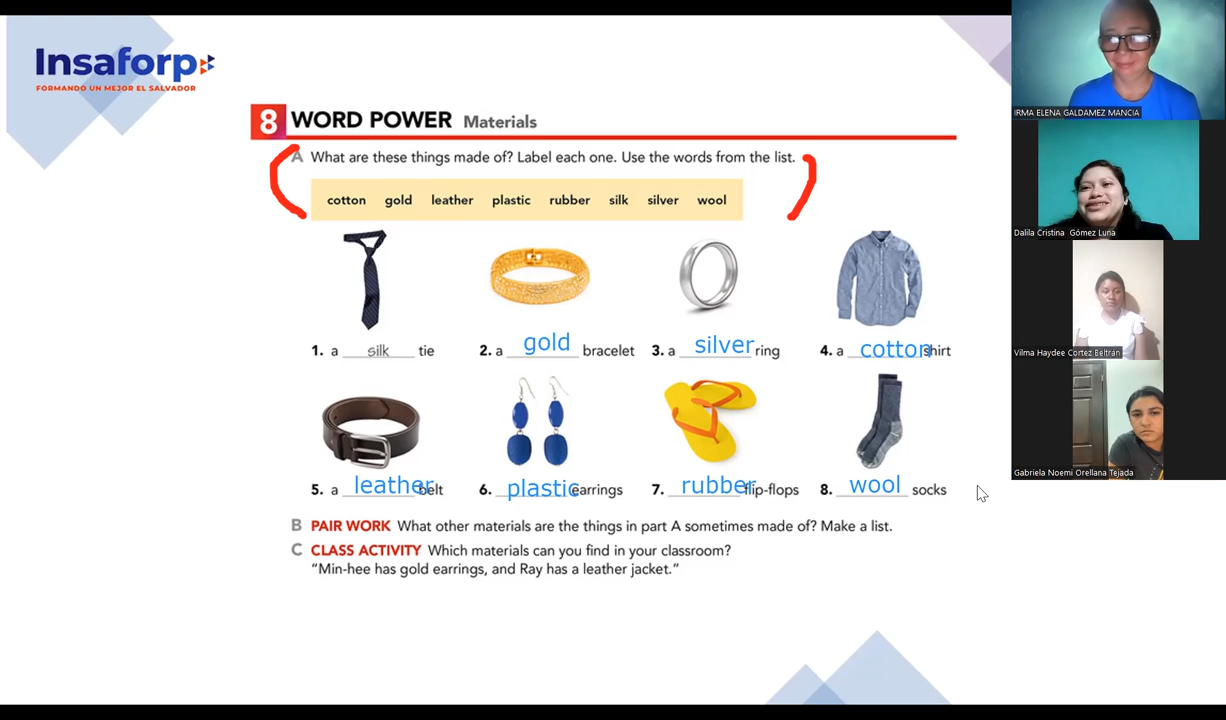 Insaforp
FORMANDO UN MEJOR EL SALVADOR
8 WORD POWER Materials
A What are these things made of? Label each one. Use the words from the list.
cotton gold leather plastic rubber silk silver wool
1. a silk tie 2. a gold bracelet 3. a silver ring 4. a cotton shirt
5. a leather belt 6. plastic earrings 7. rubber flip-flops 8. wool socks
B PAIR WORK What other materials are the things in part A sometimes made of? Make a list.
C CLASS ACTIVITY Which materials can you find in your classroom?
“Min-hee has gold earrings, and Ray has a leather jacket.”
IRMA ELENA GALDAMEZ MANCIA
Dalila Cristina Gómez Luna
Vilma Haydee Cortez Beltrán
Gabriela Noemi Orellana Tejada